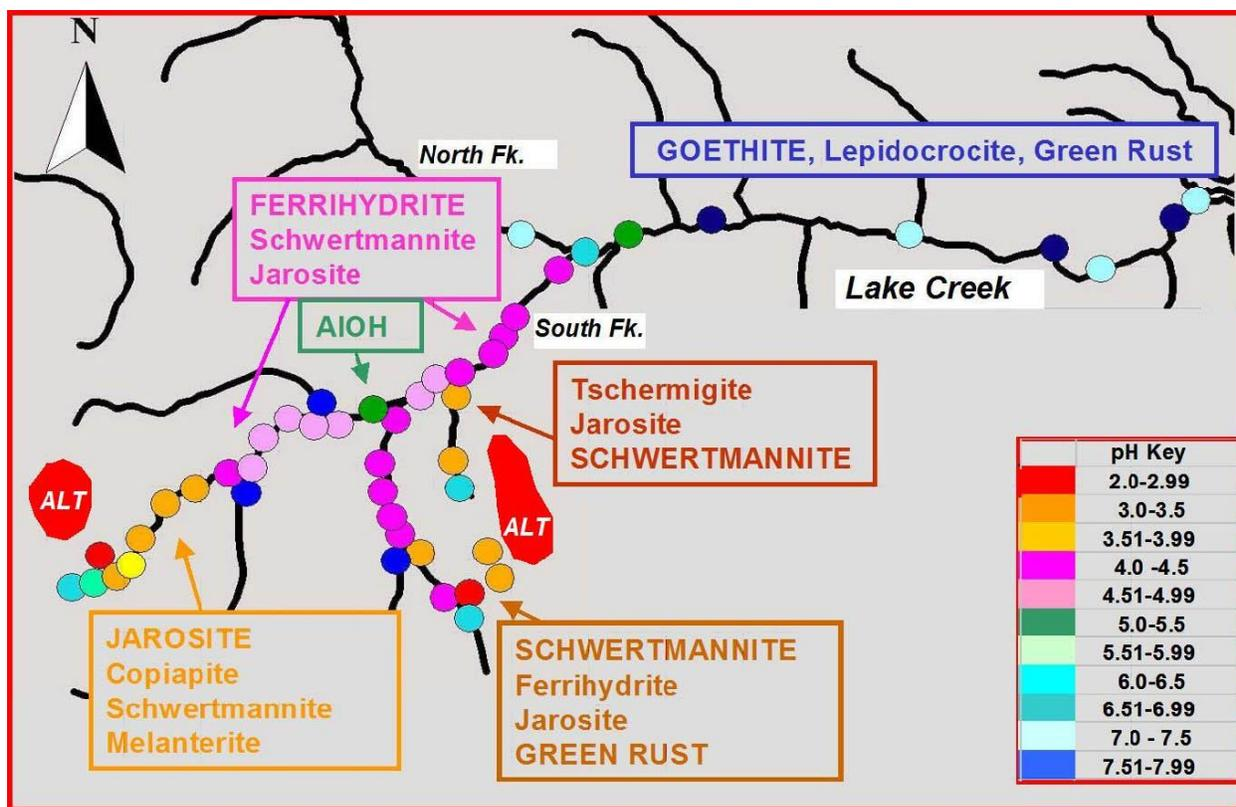 N
North Fk.
GOETHITE, Lepidocrocite, Green Rust
FERRIHYDRITE
Schwertmannite
Jarosite
Lake Creek
AlOH
South Fk.
Tschermigite
Jarosite
SCHWERTMANNITE
ALT
ALT
JAROSITE
Copiapite
Schwertmannite
Melanterite
SCHWERTMANNITE
Ferrihydrite
Jarosite
GREEN RUST
pH Key
2.0-2.99
3.0-3.5
3.51-3.99
4.0 -4.5
4.51-4.99
5.0-5.5
5.51-5.99
6.0-6.5
6.51-6.99
7.0 - 7.5
7.51-7.99